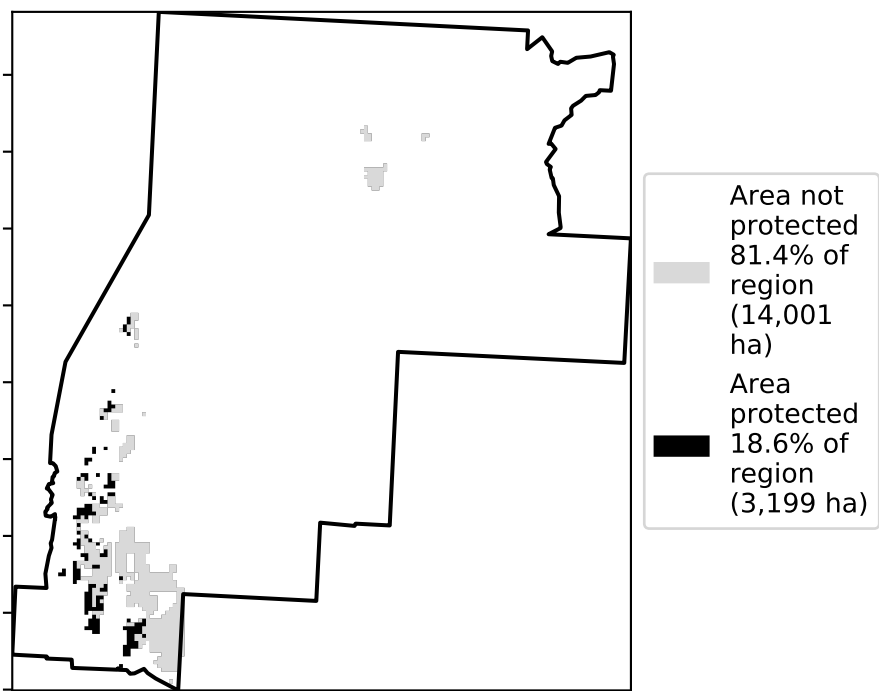 Area not
protected
81.4% of
region
(14,001
ha)
Area
protected
18.6% of
region
(3,199 ha)